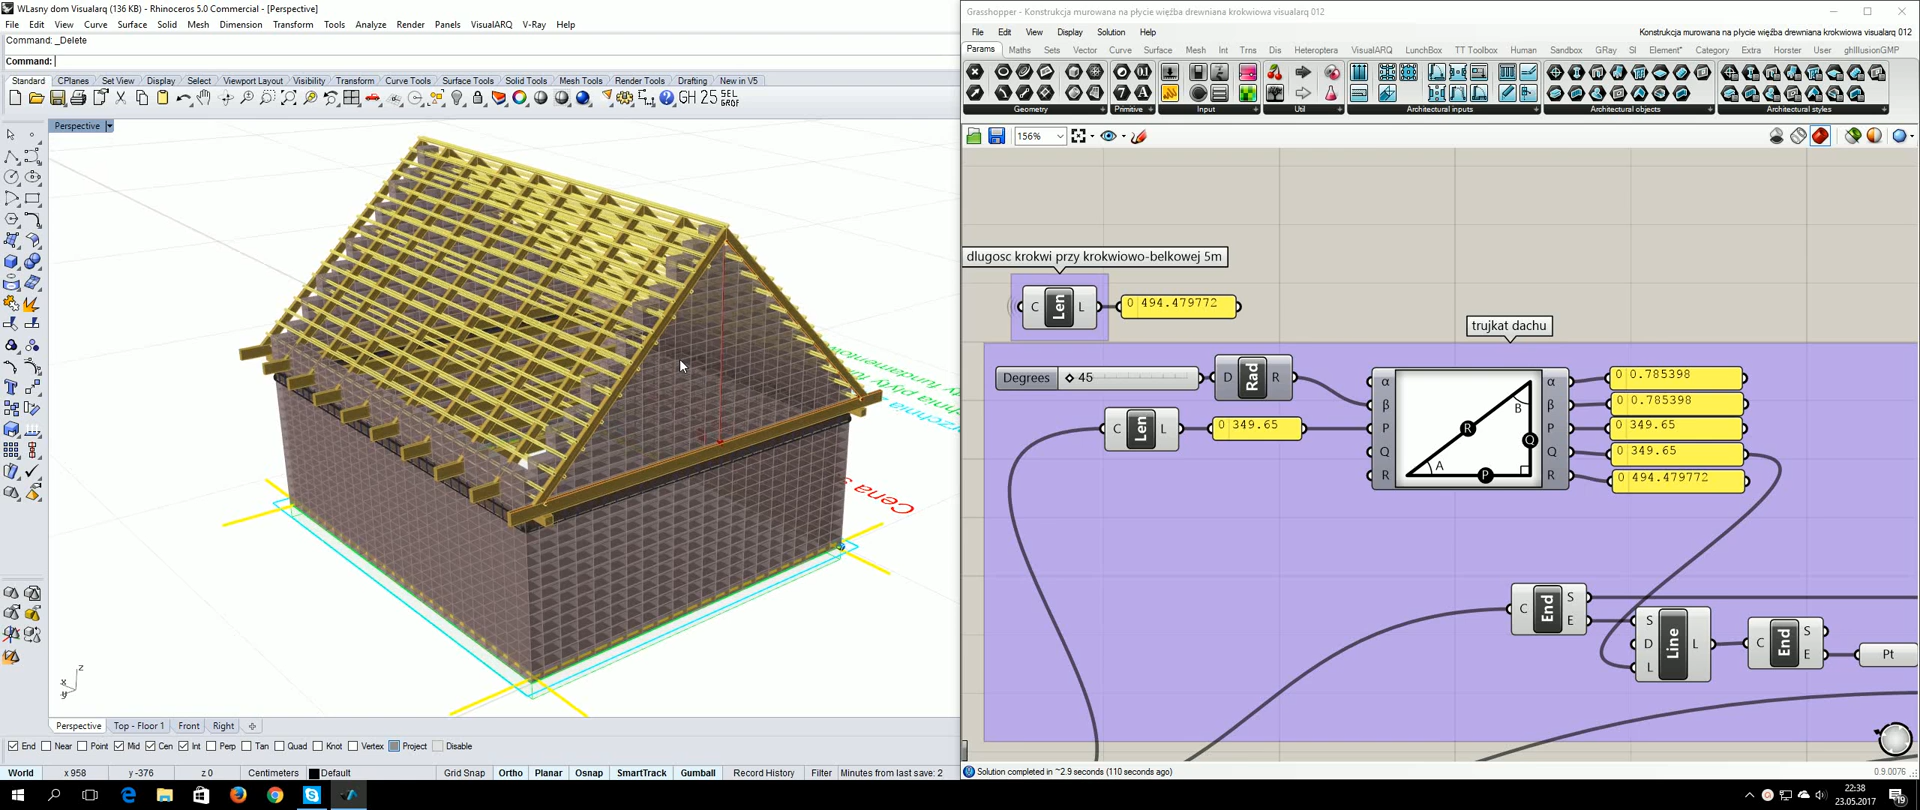 WLasny dom Visualarq (136 KB) - Rhinoceros 5.0 Commercial - [Perspective]
File Edit View Curve Surface Solid Mesh Dimension Transform Tools Analyze Render Panels VisualARQ V-Ray Help
Command: _Delete
Command:
Standard CPlanes Set View Display Select Viewport Layout Visibility Transform Curve Tools Surface Tools Solid Tools Mesh Tools Render Tools Drafting New in V5
GH 25 SEL GROF
Perspective
Cena
z
x
y
Perspective Top - Floor 1 Front Right
End Near Point Mid Cen Int Perp Tan Quad Knot Vertex Project Disable
World x 958 y -376 z 0 Centimeters Default Grid Snap Ortho Planar Osnap SmartTrack Gumball Record History Filter Minutes from last save: 2
Grasshopper - Konstrukcja murowana na płycie więźba drewniana krokwiowa visualarq 012
File Edit View Display Solution Help
Konstrukcja murowana na płycie więźba drewniana krokwiowa visualarq 012
Params Maths Sets Vector Curve Surface Mesh Int Trns Dis Heteroptera VisualARQ LunchBox TT Toolbox Human Sandbox GRay SI Element* Category Extra Horster User ghIllusionGMP
Geometry Primitive Input Util Architectural inputs Architectural objects Architectural styles
156%
dlugosc krokwi przy krokwiowo-belkowej 5m
C Len L
0 494.479772
trujkat dachu
Degrees 45
D Rad R
C Len L
0 349.65
α β P Q R
A B P Q R
α β P Q R
0 0.785398
0 0.785398
0 349.65
0 349.65
0 494.479772
C End S E
S D L Line L
C End S E
Pt
Solution completed in ~2.9 seconds (110 seconds ago)
0.9.0076
22:38
23.05.2017
19